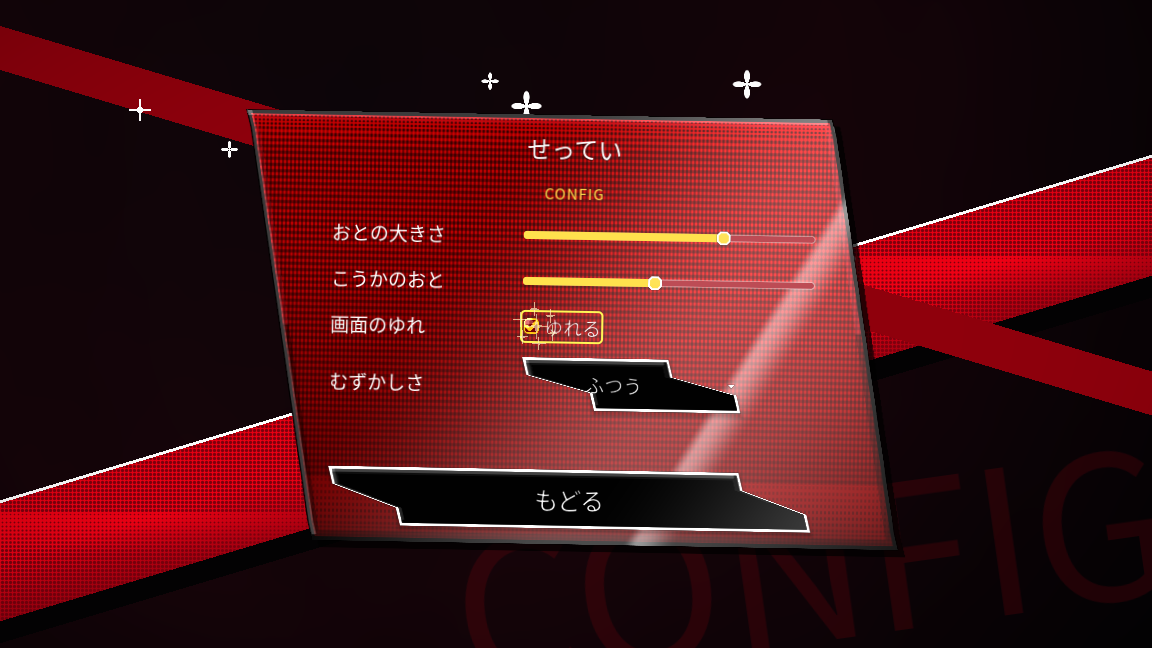 せってい
CONFIG
おとの大きさ
こうかのおと
画面のゆれ
ゆれる
むずかしさ
ふつう
もどる
CONFIG